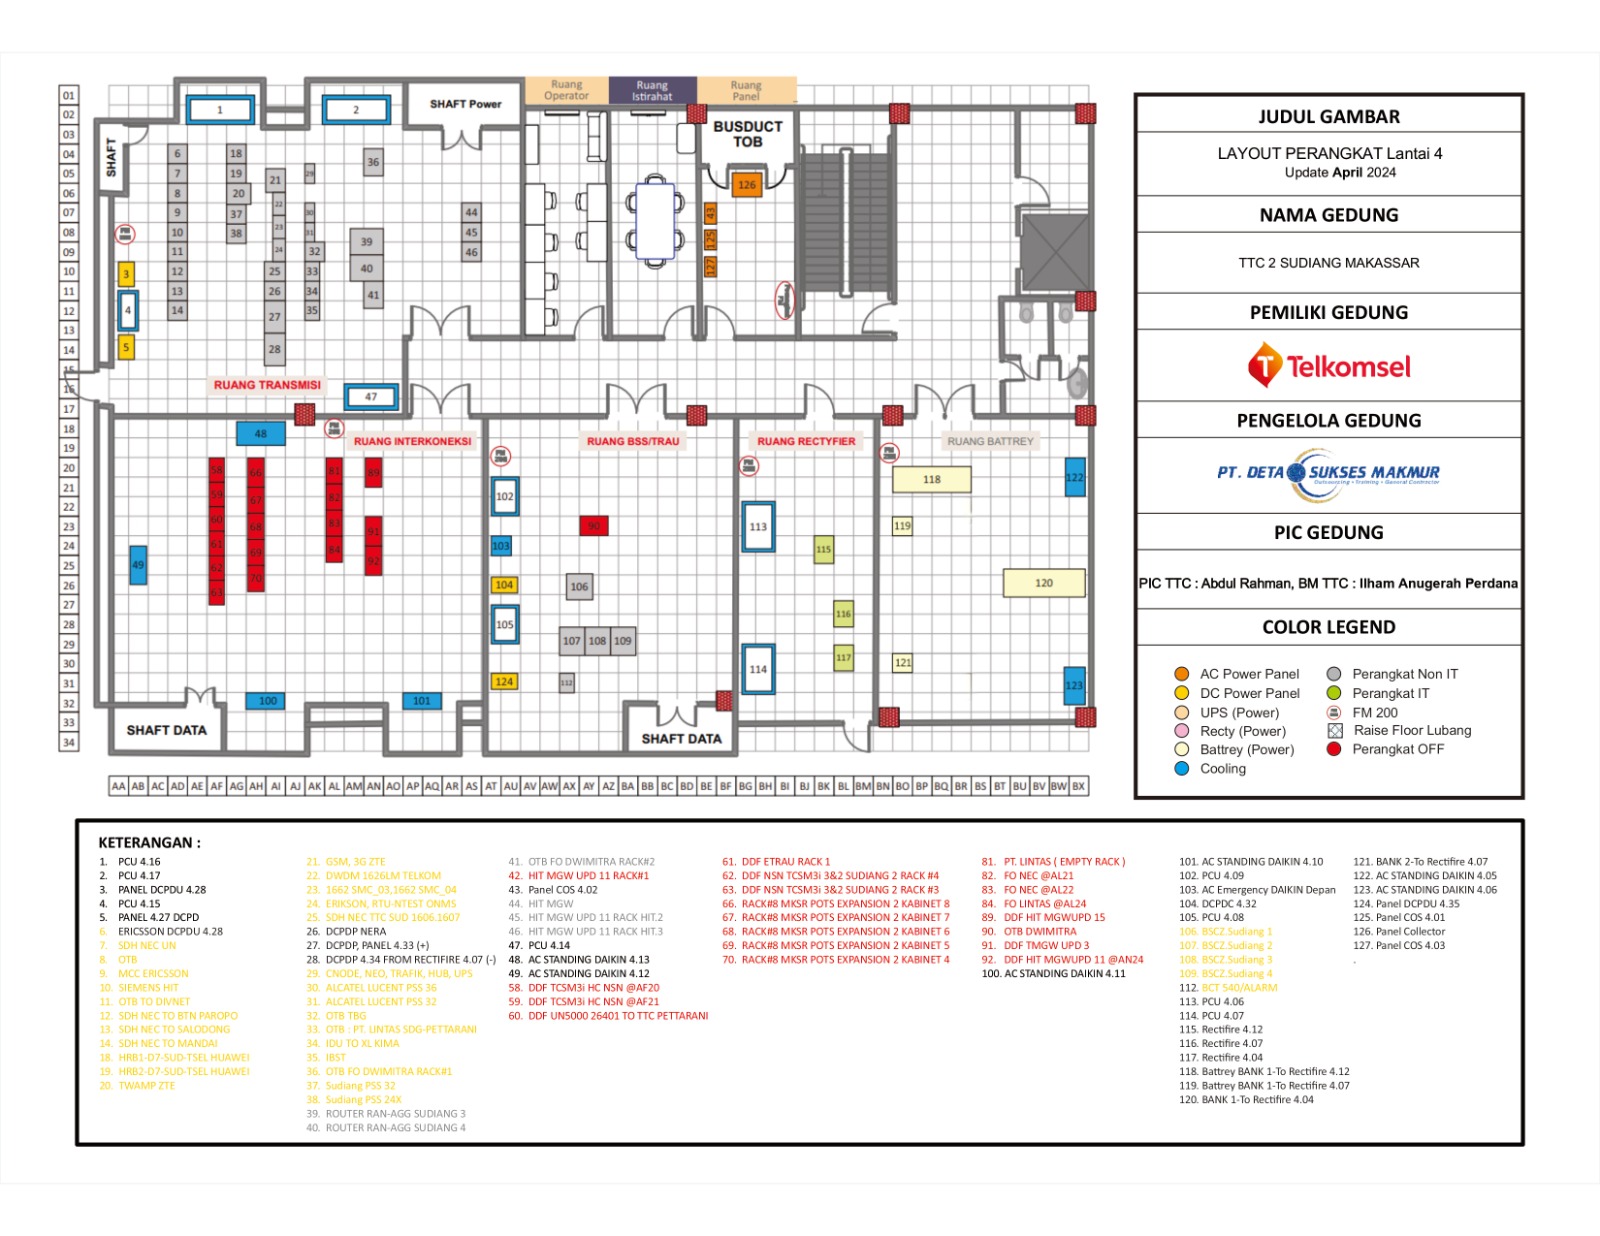 Ruang Operator
Ruang Istirahat
Ruang Panel
01
02
03
04
05
06
07
08
09
10
11
12
13
14
15
16
17
18
19
20
21
22
23
24
25
26
27
28
29
30
31
32
33
34
1
2
SHAFT Power
SHAFT
BUSDUCT TOB
6
7
8
9
10
11
12
13
14
18
19
20
37
38
21
22
23
24
25
26
27
28
29
30
31
32
33
34
35
36
39
40
41
44
45
46
3
4
5
126
43
125
127
RUANG TRANSMISI
47
48
RUANG INTERKONEKSI
RUANG BSS/TRAU
RUANG RECTYFIER
RUANG BATTREY
58
59
60
61
62
63
66
67
68
69
70
81
82
83
84
89
91
92
49
100
101
102
103
104
105
124
90
106
107
108
109
112
113
114
115
116
117
118
119
120
121
122
123
SHAFT DATA
SHAFT DATA
AA AB AC AD AE AF AG AH AI AJ AK AL AM AN AO AP AQ AR AS AT AU AV AW AX AY AZ BA BB BC BD BE BF BG BH BI BJ BK BL BM BN BO BP BQ BR BS BT BU BV BW BX
JUDUL GAMBAR
LAYOUT PERANGKAT Lantai 4
Update April 2024
NAMA GEDUNG
TTC 2 SUDIANG MAKASSAR
PEMILIKI GEDUNG
Telkomsel
PENGELOLA GEDUNG
PT. DETA SUKSES MAKMUR
Outsourcing • Training • General Contractor
PIC GEDUNG
PIC TTC : Abdul Rahman, BM TTC : Ilham Anugerah Perdana
COLOR LEGEND
AC Power Panel
DC Power Panel
UPS (Power)
Recty (Power)
Battrey (Power)
Cooling
Perangkat Non IT
Perangkat IT
FM 200
Raise Floor Lubang
Perangkat OFF
KETERANGAN :
1. PCU 4.16
2. PCU 4.17
3. PANEL DCPDU 4.28
4. PCU 4.15
5. PANEL 4.27 DCPD
6. ERICSSON DCPDU 4.28
7. SDH NEC UN
8. OTB
9. MCC ERICSSON
10. SIEMENS HIT
11. OTB TO DIVNET
12. SDH NEC TO BTN PAROPO
13. SDH NEC TO SALODONG
14. SDH NEC TO MANDAI
18. HRB1-D7-SUD-TSEL HUAWEI
19. HRB2-D7-SUD-TSEL HUAWEI
20. TWAMP ZTE
21. GSM, 3G ZTE
22. DWDM 1626LM TELKOM
23. 1662 SMC_03,1662 SMC_04
24. ERIKSON, RTU-NTEST ONMS
25. SDH NEC TTC SUD 1606.1607
26. DCPDP NERA
27. DCPDP, PANEL 4.33 (+)
28. DCPDP 4.34 FROM RECTIFIRE 4.07 (-)
29. CNODE, NEO, TRAFIK, HUB, UPS
30. ALCATEL LUCENT PSS 36
31. ALCATEL LUCENT PSS 32
32. OTB TBG
33. OTB : PT. LINTAS SDG-PETTARANI
34. IDU TO XL KIMA
35. IBST
36. OTB FO DWIMITRA RACK#1
37. Sudiang PSS 32
38. Sudiang PSS 24X
39. ROUTER RAN-AGG SUDIANG 3
40. ROUTER RAN-AGG SUDIANG 4
41. OTB FO DWIMITRA RACK#2
42. HIT MGW UPD 11 RACK#1
43. Panel COS 4.02
44. HIT MGW
45. HIT MGW UPD 11 RACK HIT.2
46. HIT MGW UPD 11 RACK HIT.3
47. PCU 4.14
48. AC STANDING DAIKIN 4.13
49. AC STANDING DAIKIN 4.12
58. DDF TCSM3i HC NSN @AF20
59. DDF TCSM3i HC NSN @AF21
60. DDF UN5000 26401 TO TTC PETTARANI
61. DDF ETRAU RACK 1
62. DDF NSN TCSM3i 3&2 SUDIANG 2 RACK #4
63. DDF NSN TCSM3i 3&2 SUDIANG 2 RACK #3
66. RACK#8 MKSR POTS EXPANSION 2 KABINET 8
67. RACK#8 MKSR POTS EXPANSION 2 KABINET 7
68. RACK#8 MKSR POTS EXPANSION 2 KABINET 6
69. RACK#8 MKSR POTS EXPANSION 2 KABINET 5
70. RACK#8 MKSR POTS EXPANSION 2 KABINET 4
81. PT. LINTAS ( EMPTY RACK )
82. FO NEC @AL21
83. FO NEC @AL22
84. FO LINTAS @AL24
89. DDF HIT MGWUPD 15
90. OTB DWIMITRA
91. DDF TMGW UPD 3
92. DDF HIT MGWUPD 11 @AN24
100. AC STANDING DAIKIN 4.11
101. AC STANDING DAIKIN 4.10
102. PCU 4.09
103. AC Emergency DAIKIN Depan
104. DCPDC 4.32
105. PCU 4.08
106. BSCZ.Sudiang 1
107. BSCZ.Sudiang 2
108. BSCZ.Sudiang 3
109. BSCZ.Sudiang 4
112. BCT 540/ALARM
113. PCU 4.06
114. PCU 4.07
115. Rectifire 4.12
116. Rectifire 4.07
117. Rectifire 4.04
118. Battrey BANK 1-To Rectifire 4.12
119. Battrey BANK 1-To Rectifire 4.07
120. BANK 1-To Rectifire 4.04
121. BANK 2-To Rectifire 4.07
122. AC STANDING DAIKIN 4.05
123. AC STANDING DAIKIN 4.06
124. Panel DCPDU 4.35
125. Panel COS 4.01
126. Panel Collector
127. Panel COS 4.03
.